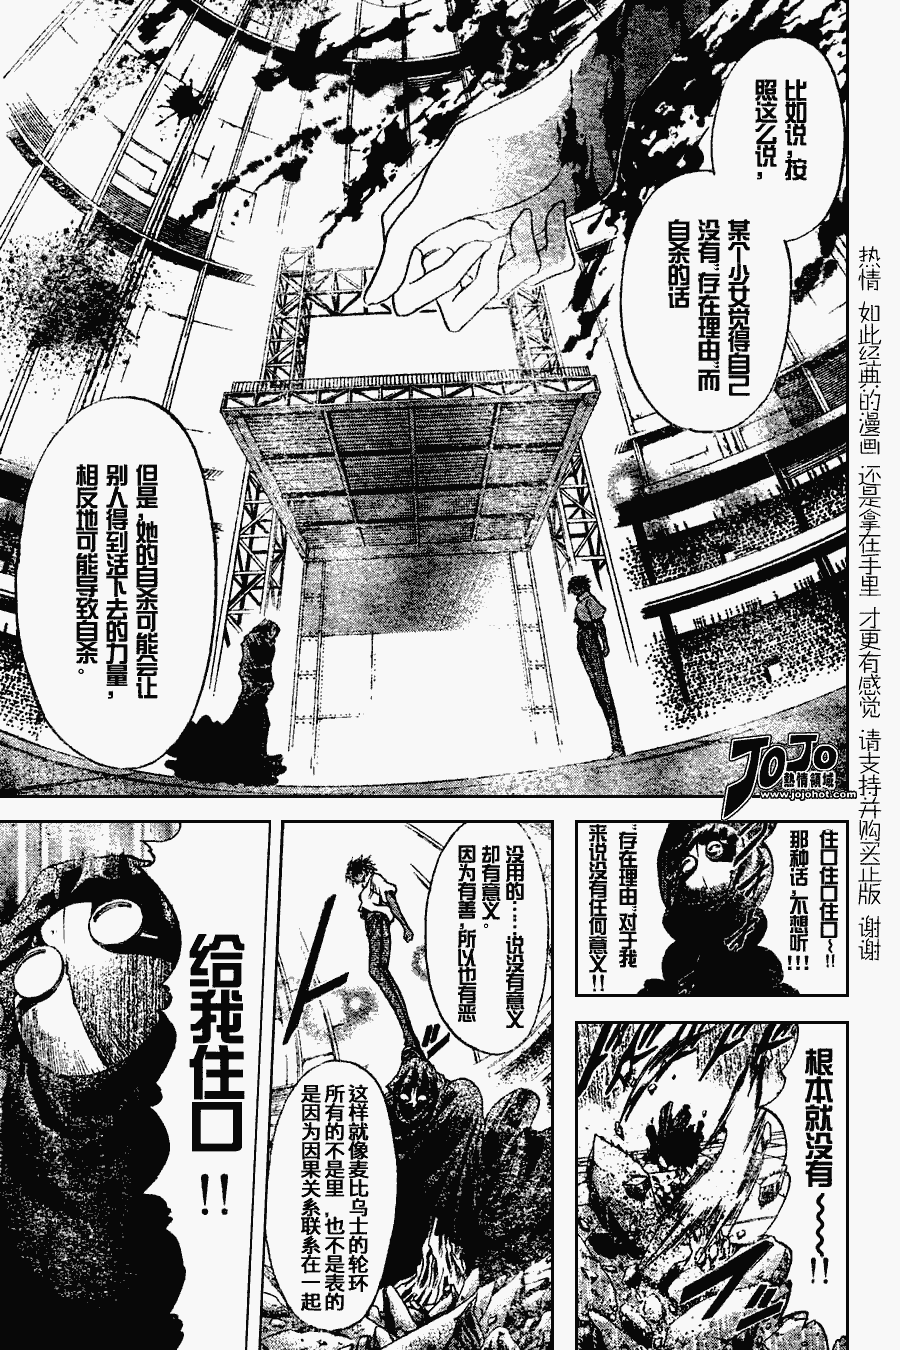 比如说,按
照这么说,
某个少女觉得自己
没有"存在理由"而
自杀的话
但是,她的自杀可能会让
别人得到活下去的力量,
相反地可能导致自杀。
JOJO
熱情領域
www.jojohot.com
住口住口住口~!!
那种话,不想听!!!
"存在理由"对于我
来说没有任何意义!!
根本就没有~~~!!
没用的……说没有意义
却有意义。
因为有善,所以也有恶
这样就像麦比乌士的轮环
所有的不是里,也不是表的
是因为因果关系联系在一起
给我住口!!
热情 如此经典的漫画 还是拿在手里 才更有感觉 请支持并购买正版 谢谢